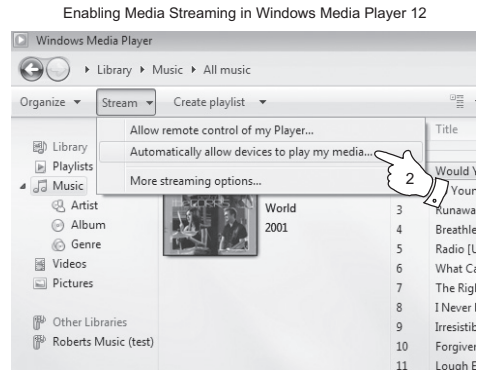 Enabling Media Streaming in Windows Media Player 12
Windows Media Player
Library Music All music
Organize Stream Create playlist
Allow remote control of my Player...
Automatically allow devices to play my media...
More streaming options...
2
Title
Library
Playlists
Music
Artist
Album
Genre
Videos
Pictures
Other Libraries
Roberts Music (test)
World
2001
Would
Your
3 Runawa
4 Breathle
5 Radio [U
6 What Ca
7 The Rig
8 I Never
9 Irresistib
10 Forgiven
11 Lough E